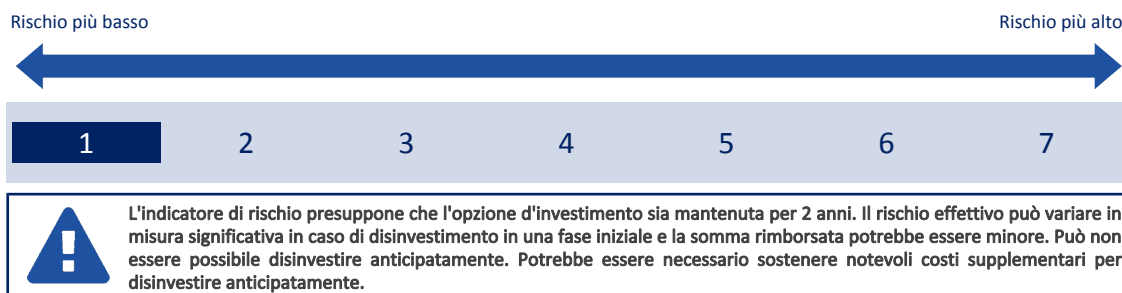 Rischio più basso Rischio più alto
1 2 3 4 5 6 7
L'indicatore di rischio presuppone che l'opzione d'investimento sia mantenuta per 2 anni. Il rischio effettivo può variare in
misura significativa in caso di disinvestimento in una fase iniziale e la somma rimborsata potrebbe essere minore. Può non
essere possibile disinvestire anticipatamente. Potrebbe essere necessario sostenere notevoli costi supplementari per
disinvestire anticipatamente.